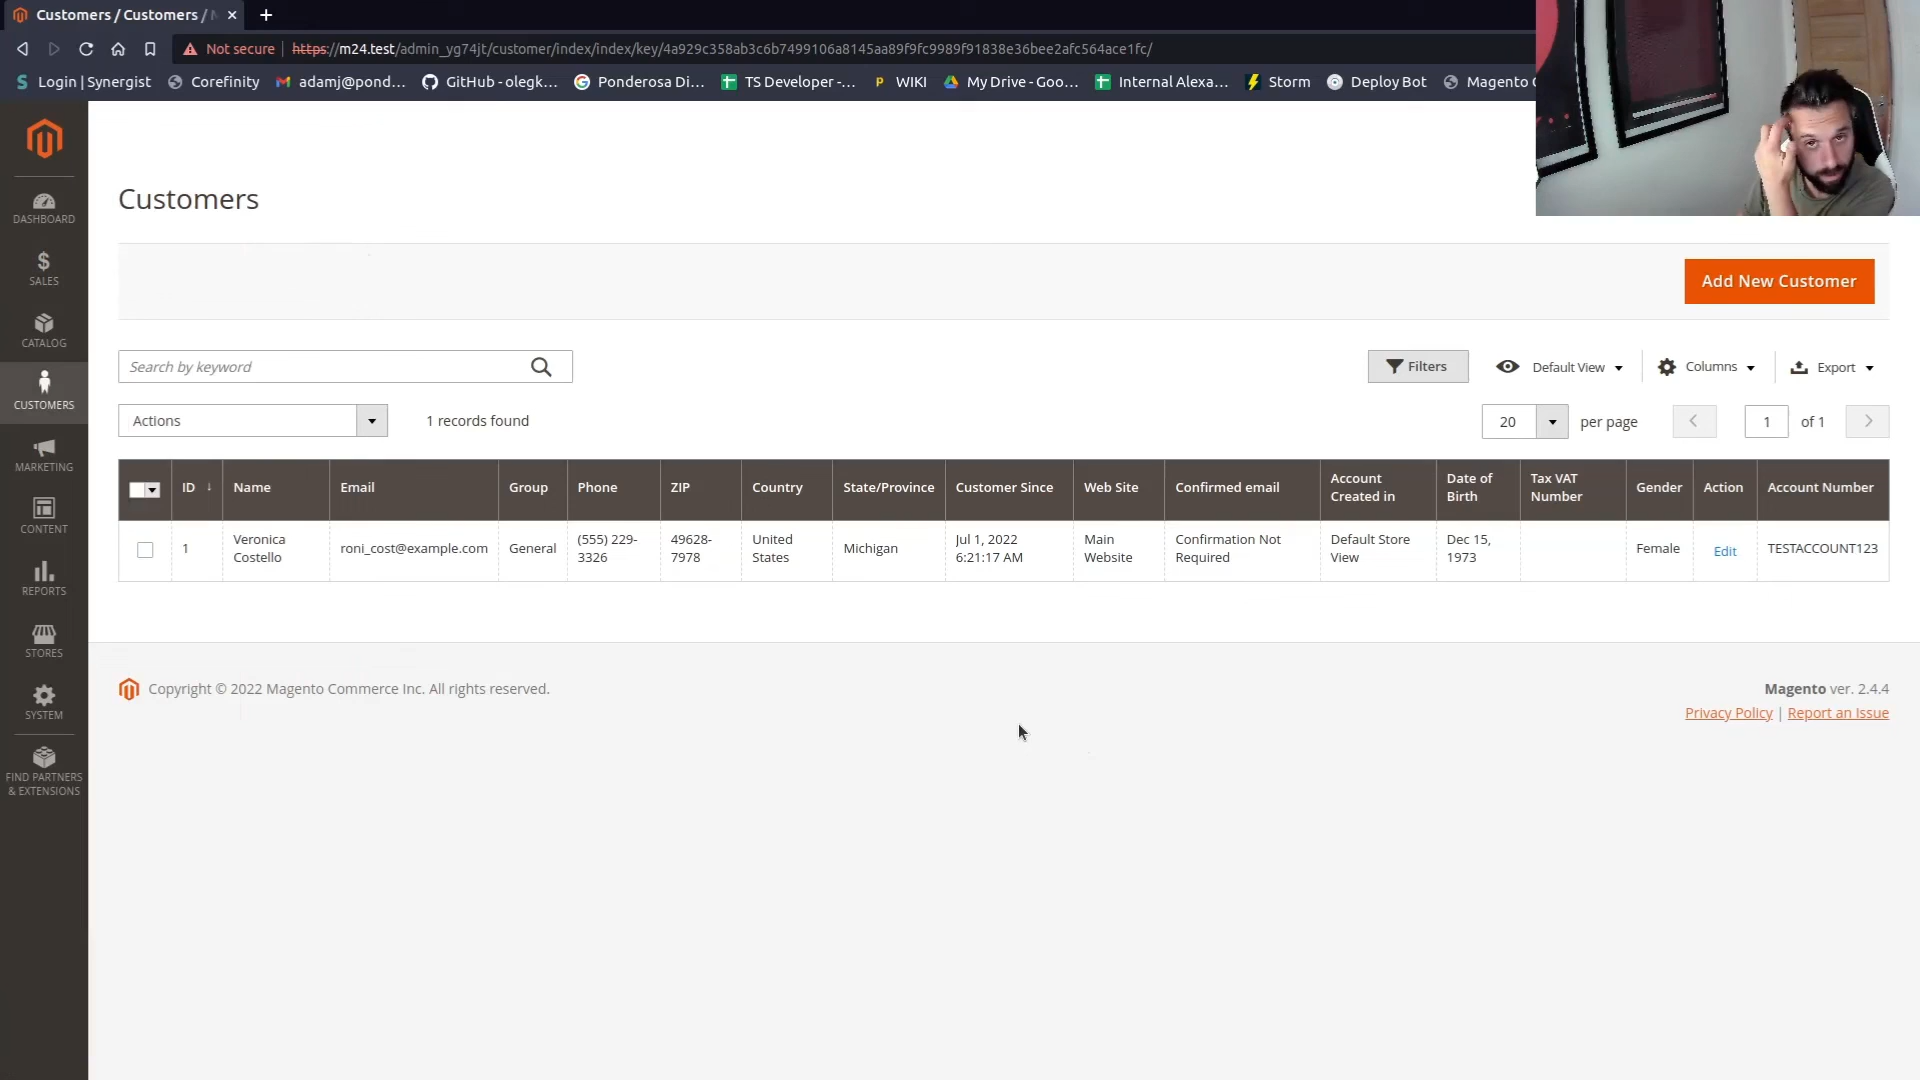 Customers / Customers /
Not secure https://m24.test/admin_yg74jt/customer/index/index/key/4a929c358ab3c6b7499106a8145aa89f9fc9989f91838e36bee2afc564ace1fc/
Login | Synergist Corefinity adamj@pond... GitHub - olegk... Ponderosa Di... TS Developer -... WIKI My Drive - Goo... Internal Alexa... Storm Deploy Bot Magento
Customers
Add New Customer
Search by keyword
Filters Default View Columns Export
Actions 1 records found 20 per page 1 of 1
ID ↓ Name Email Group Phone ZIP Country State/Province Customer Since Web Site Confirmed email Account Created in Date of Birth Tax VAT Number Gender Action Account Number
1 Veronica Costello roni_cost@example.com General (555) 229-3326 49628-7978 United States Michigan Jul 1, 2022 6:21:17 AM Main Website Confirmation Not Required Default Store View Dec 15, 1973 Female Edit TESTACCOUNT123
DASHBOARD
SALES
CATALOG
CUSTOMERS
MARKETING
CONTENT
REPORTS
STORES
SYSTEM
FIND PARTNERS
& EXTENSIONS
Copyright © 2022 Magento Commerce Inc. All rights reserved.
Magento ver. 2.4.4
Privacy Policy | Report an Issue